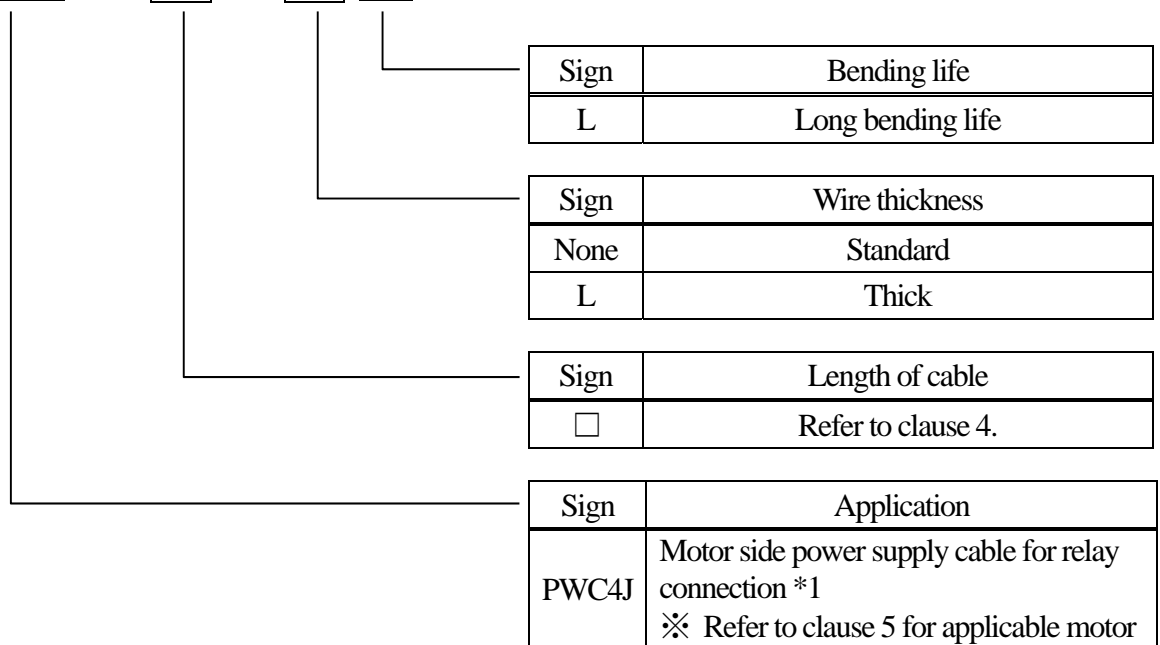 Sign Bending life
L Long bending life
Sign Wire thickness
None Standard
L Thick
Sign Length of cable
□ Refer to clause 4.
Sign Application
PWC4J Motor side power supply cable for relay
connection *1
※ Refer to clause 5 for applicable motor